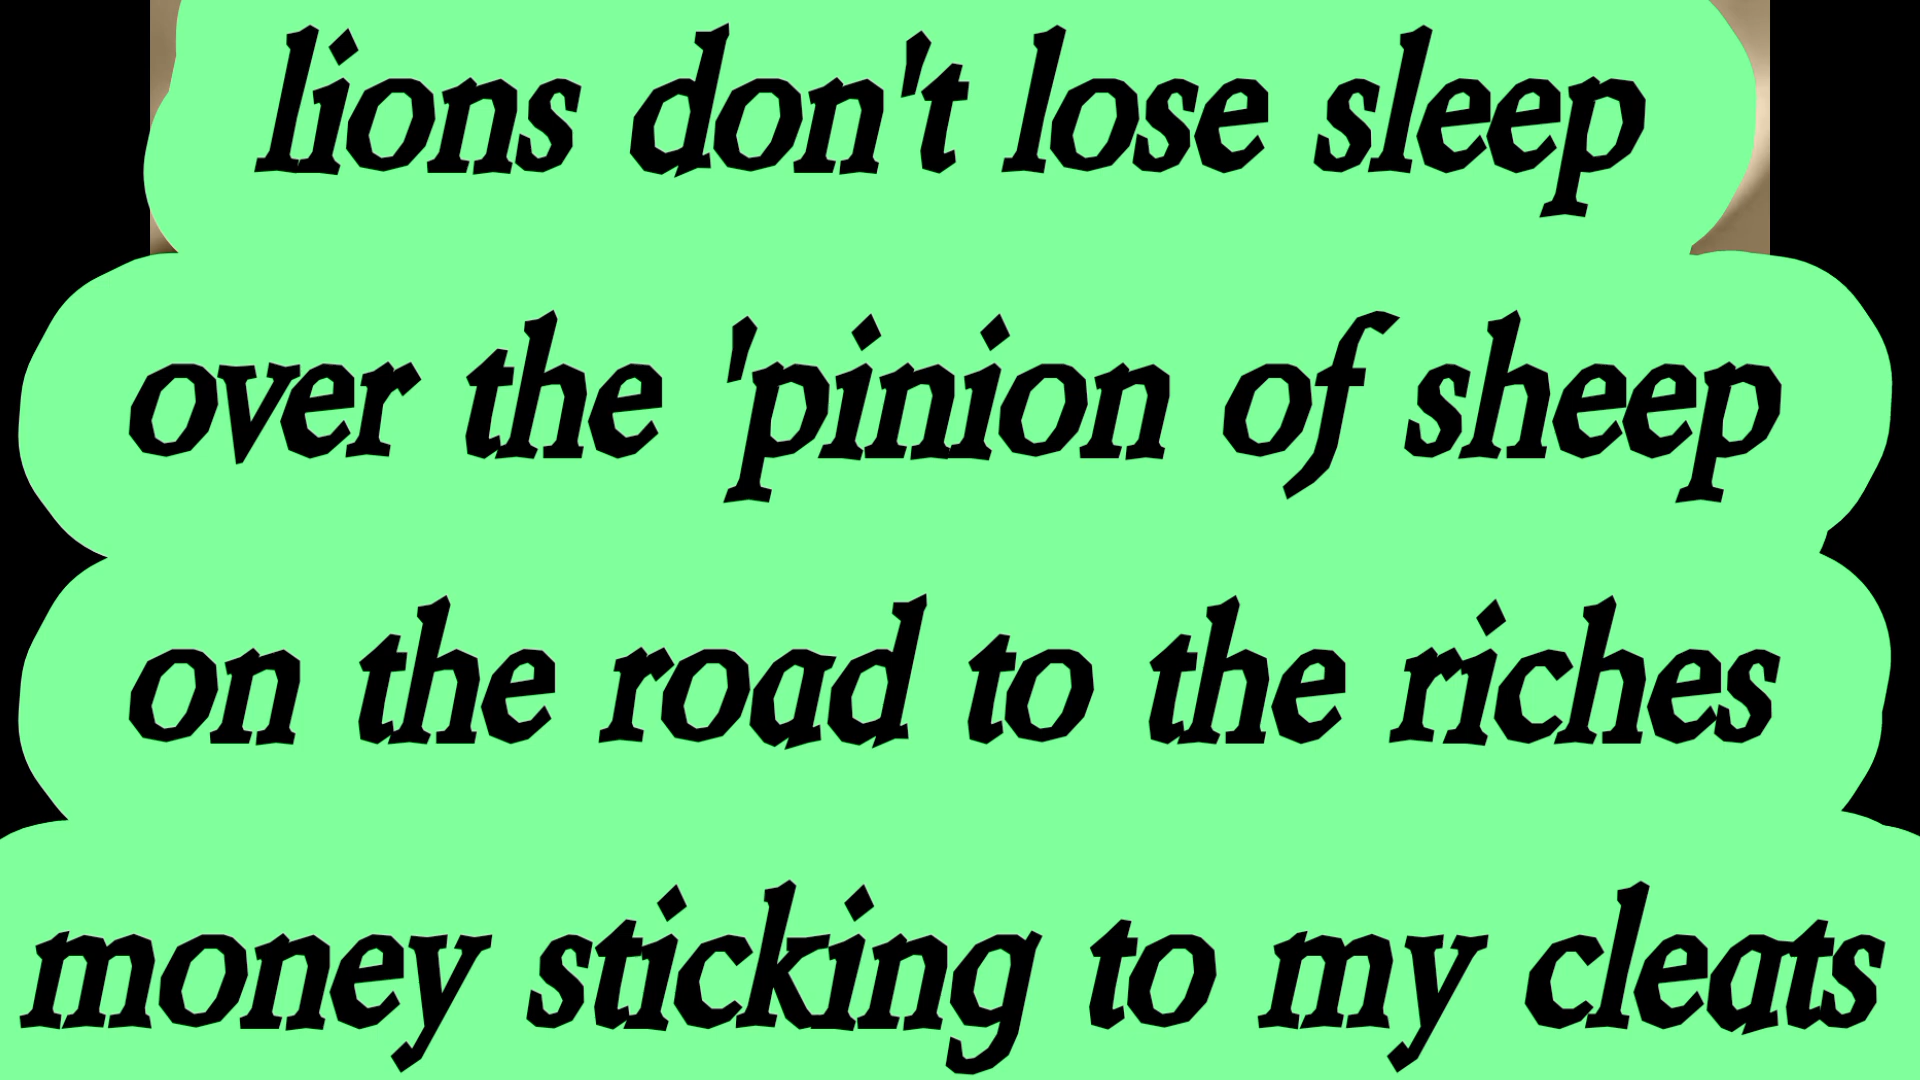 lions don't lose sleep
over the 'pinion of sheep
on the road to the riches
money sticking to my cleats